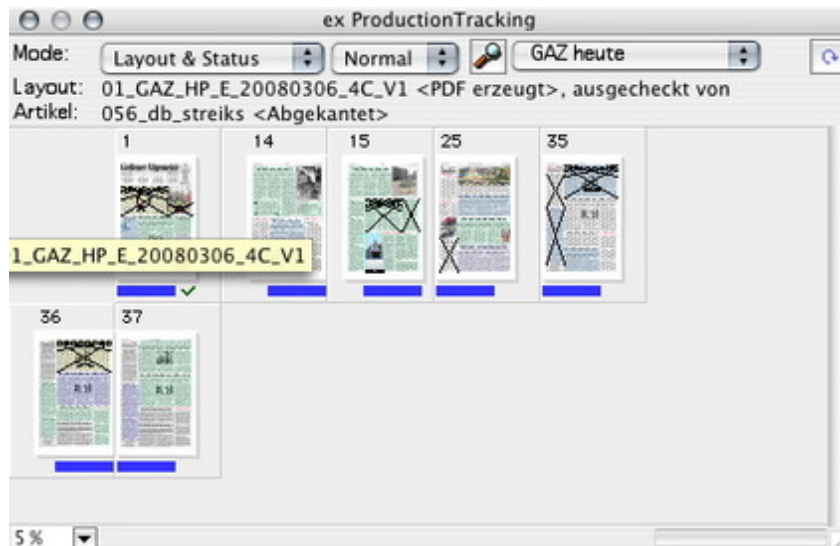 ex ProductionTracking
Mode: Layout & Status Normal GAZ heute
Layout: 01_GAZ_HP_E_20080306_4C_V1 <PDF erzeugt>, ausgecheckt von
Artikel: 056_db_streiks <Abgekantet>
1 14 15 25 35
1_GAZ_HP_E_20080306_4C_V1
36 37
5 %